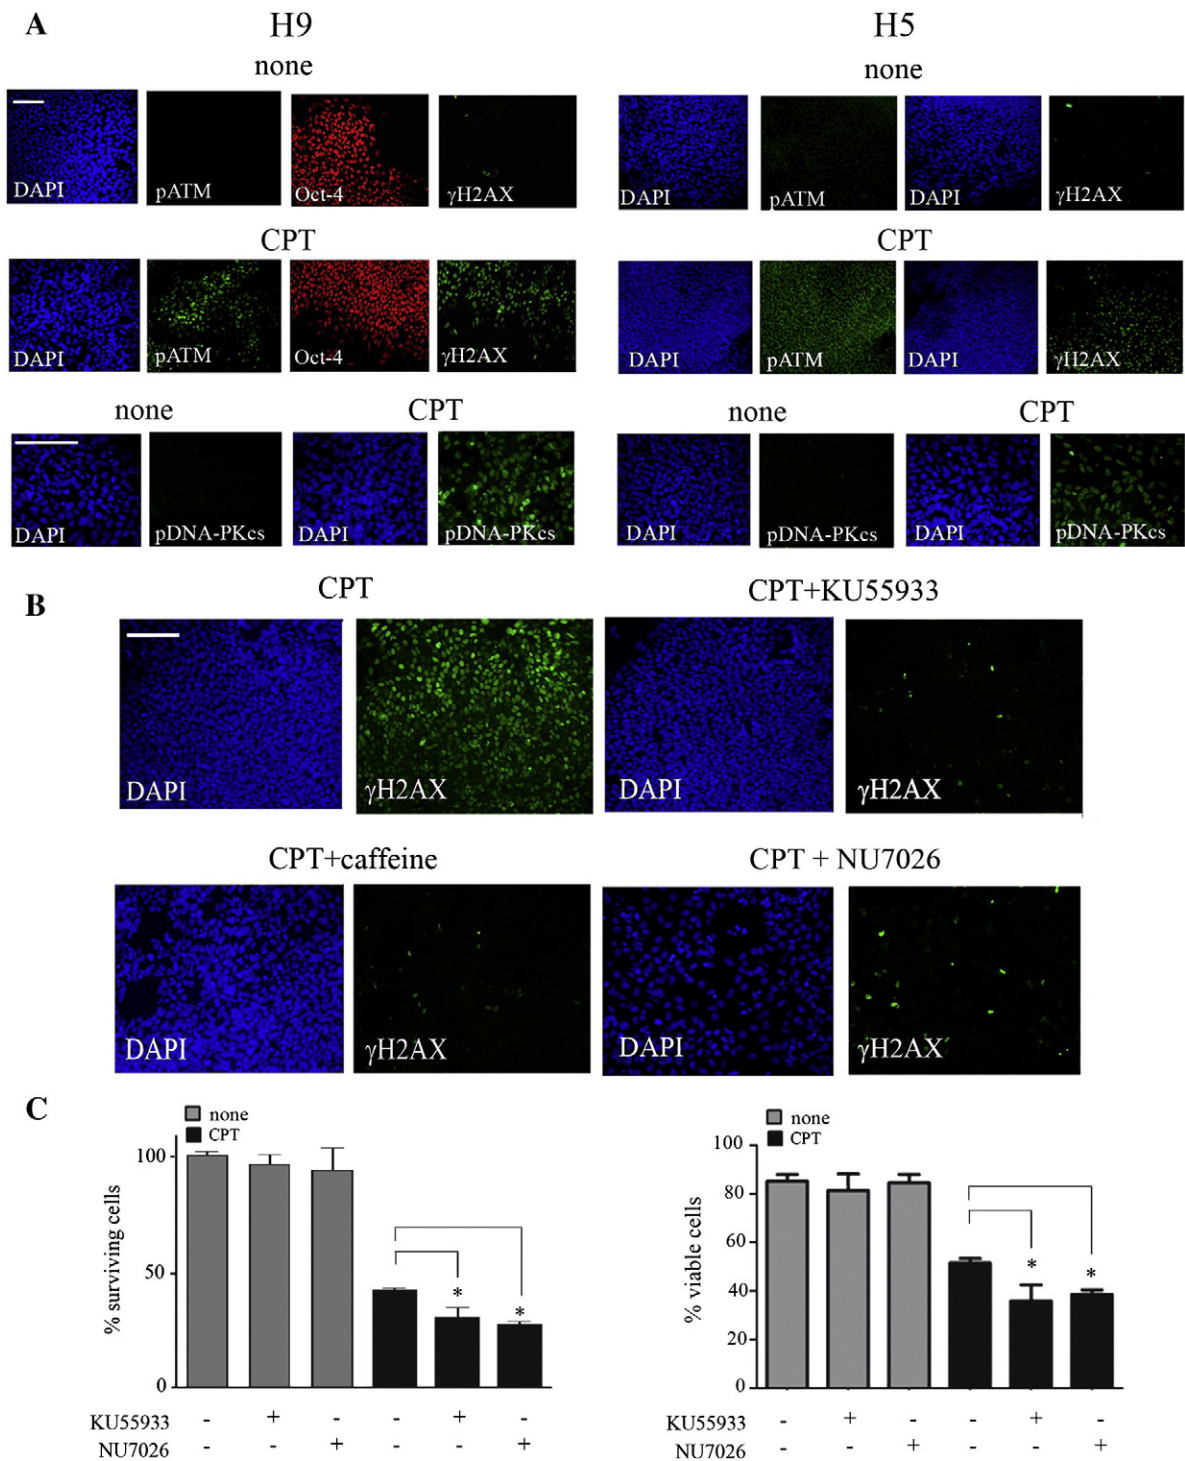 A
H9
H5
none
none
DAPI
pATM
Oct-4
γH2AX
DAPI
pATM
DAPI
γH2AX
CPT
CPT
DAPI
pATM
Oct-4
γH2AX
DAPI
pATM
DAPI
γH2AX
none
CPT
none
CPT
DAPI
pDNA-PKcs
DAPI
pDNA-PKcs
DAPI
pDNA-PKcs
DAPI
pDNA-PKcs
B
CPT
CPT+KU55933
DAPI
γH2AX
DAPI
γH2AX
CPT+caffeine
CPT + NU7026
DAPI
γH2AX
DAPI
γH2AX
C
none
CPT
% surviving cells
100
50
0
* *
KU55933 - + - - + -
NU7026 - - + - - +
none
CPT
% viable cells
100
80
60
40
20
0
* *
KU55933 - + - - + -
NU7026 - - + - - +